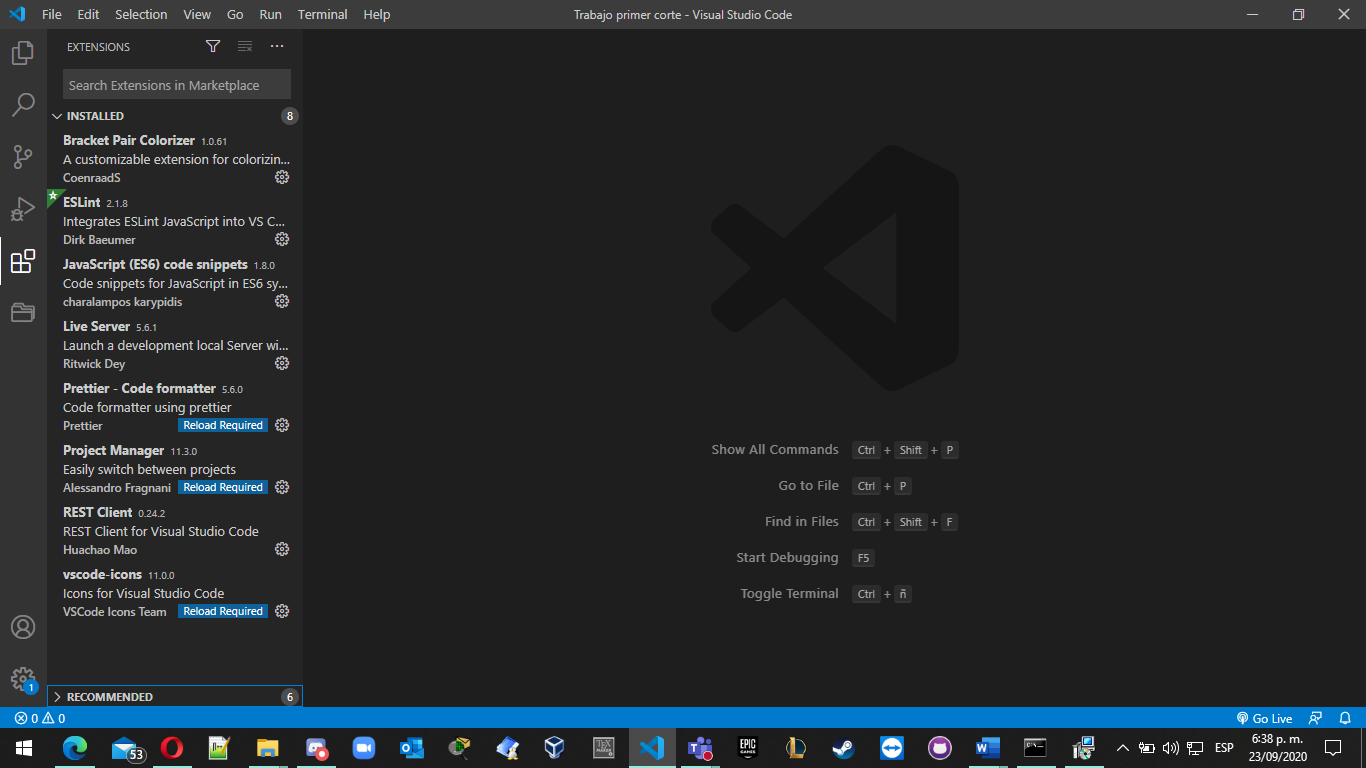 File Edit Selection View Go Run Terminal Help
Trabajo primer corte - Visual Studio Code
EXTENSIONS
Search Extensions in Marketplace
INSTALLED 8
Bracket Pair Colorizer 1.0.61
A customizable extension for colorizin...
CoenraadS
ESLint 2.1.8
Integrates ESLint JavaScript into VS C...
Dirk Baeumer
JavaScript (ES6) code snippets 1.8.0
Code snippets for JavaScript in ES6 sy...
charalampos karypidis
Live Server 5.6.1
Launch a development local Server wi...
Ritwick Dey
Prettier - Code formatter 5.6.0
Code formatter using prettier
Prettier Reload Required
Project Manager 11.3.0
Easily switch between projects
Alessandro Fragnani Reload Required
REST Client 0.24.2
REST Client for Visual Studio Code
Huachao Mao
vscode-icons 11.0.0
Icons for Visual Studio Code
VSCode Icons Team Reload Required
1
RECOMMENDED 6
Show All Commands Ctrl + Shift + P
Go to File Ctrl + P
Find in Files Ctrl + Shift + F
Start Debugging F5
Toggle Terminal Ctrl + ñ
0 0
Go Live
53
EPIC
GAMES
ESP
6:38 p. m.
23/09/2020